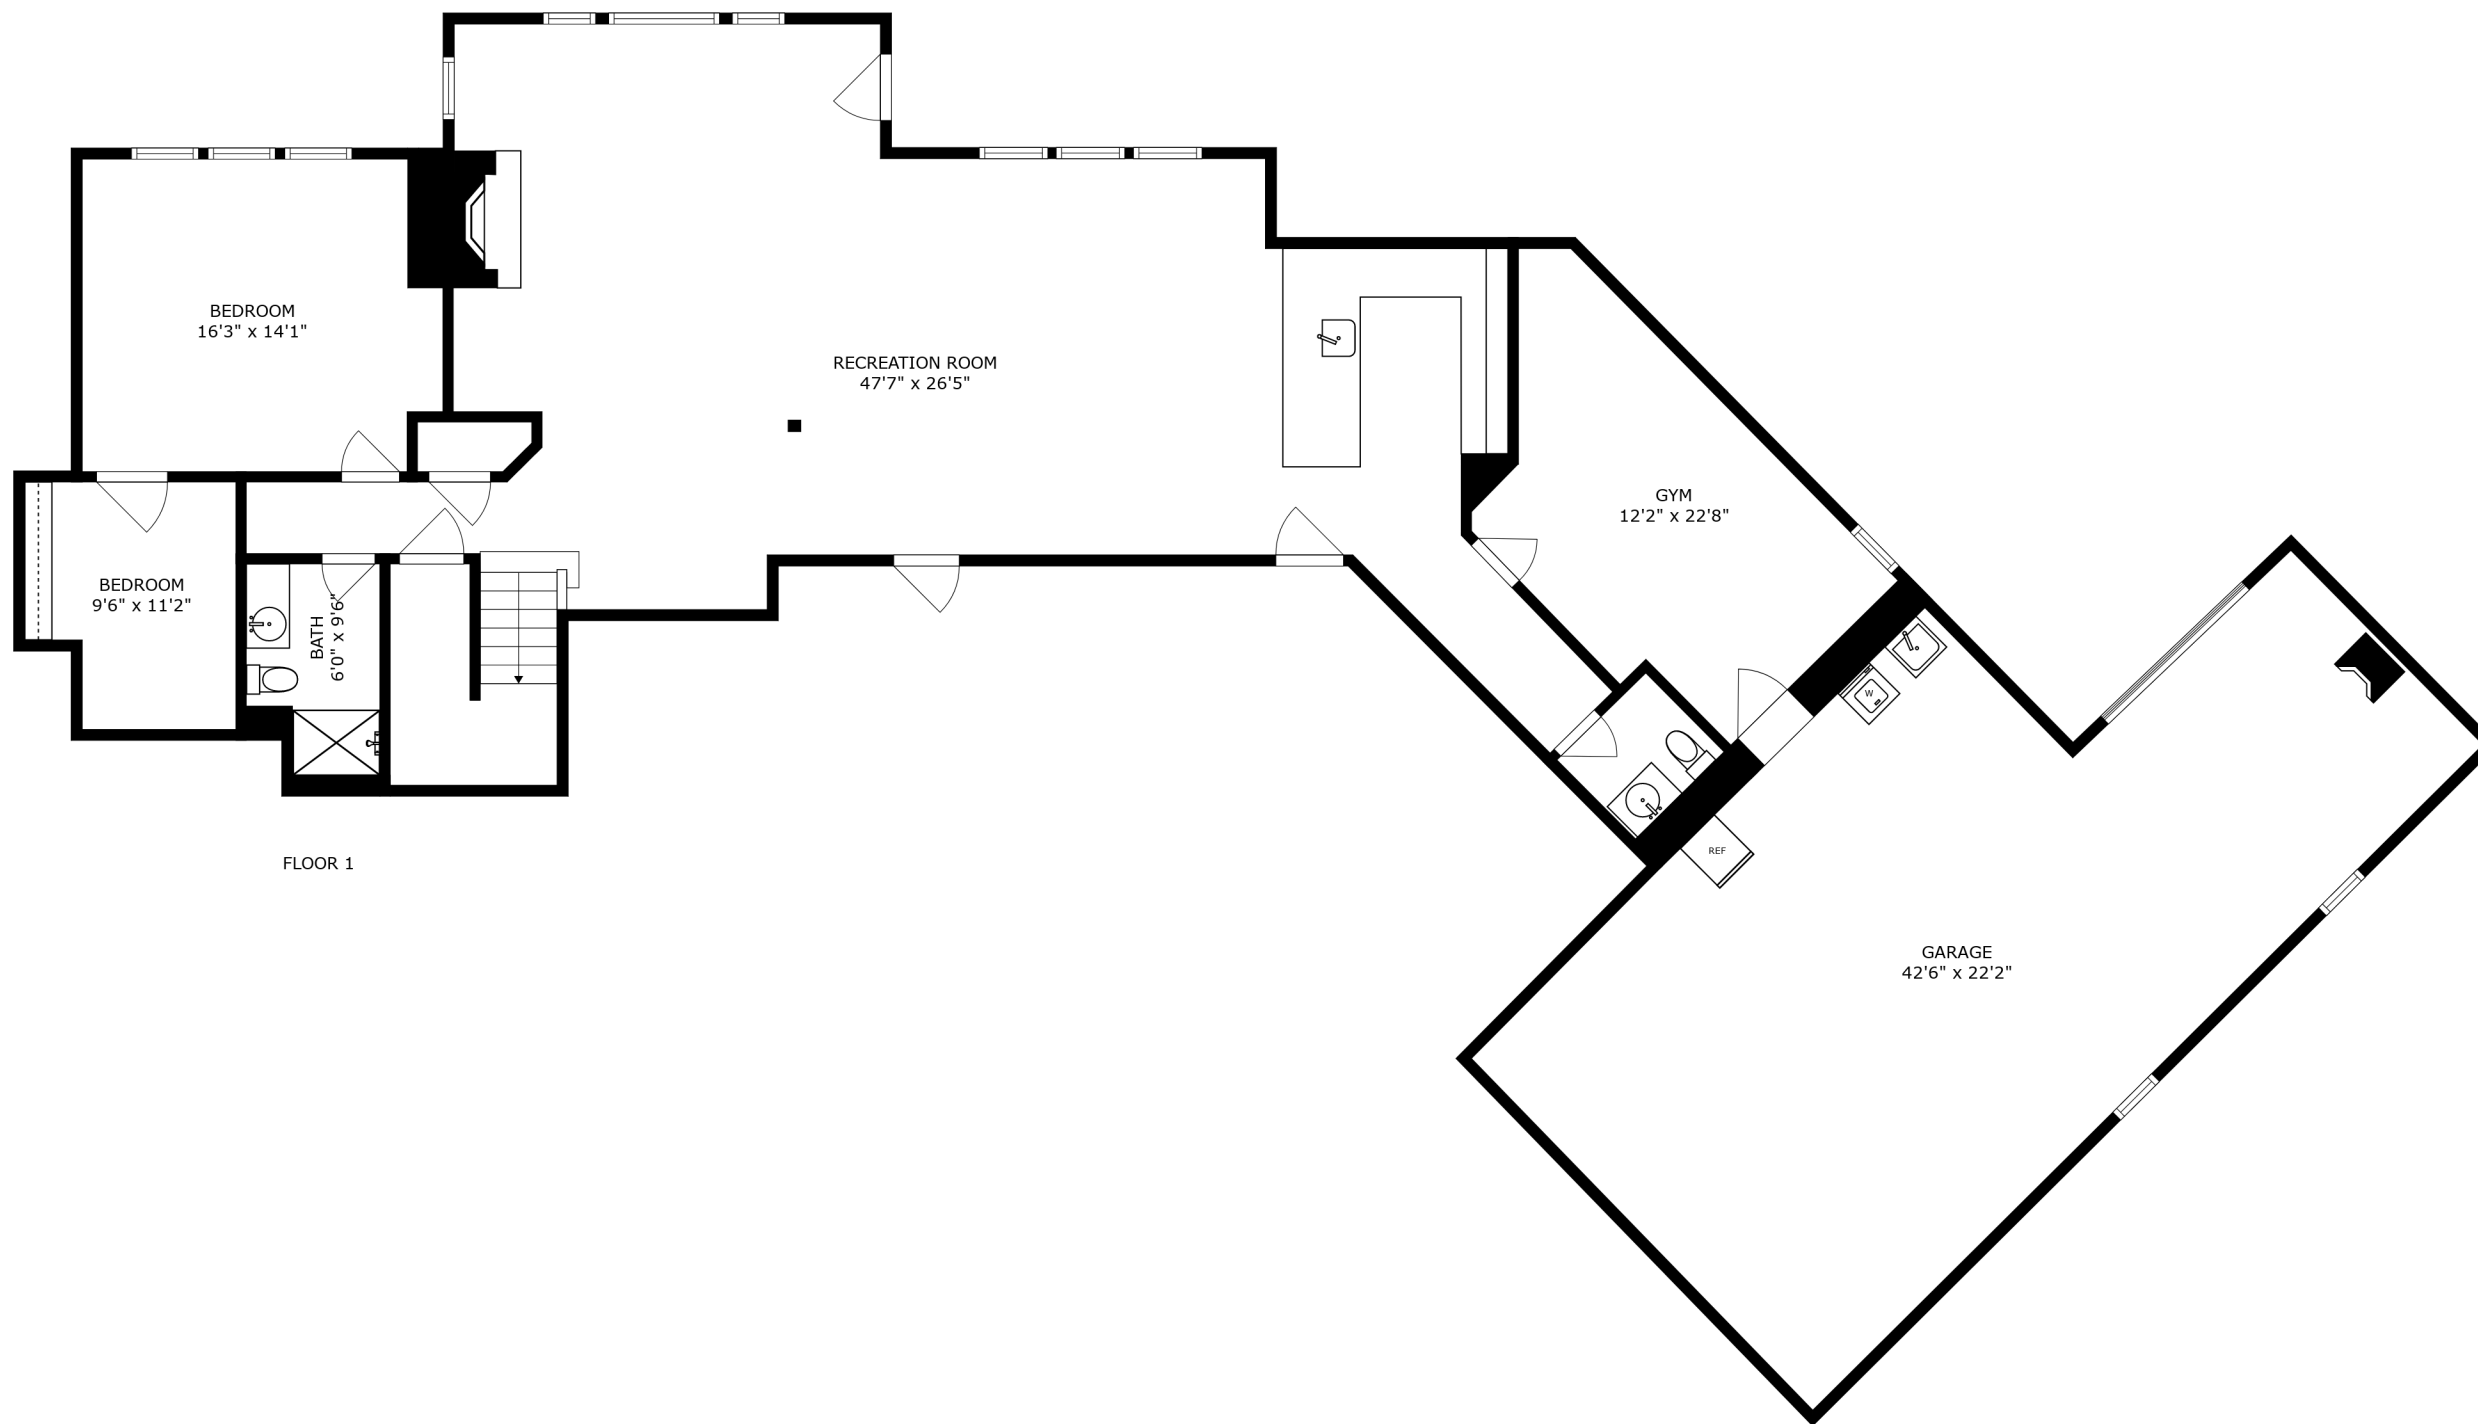 BEDROOM
16'3" x 14'1"
RECREATION ROOM
47'7" x 26'5"
GYM
12'2" x 22'8"
BEDROOM
9'6" x 11'2"
BATH
6'0" x 9'6"
W
REF
FLOOR 1
GARAGE
42'6" x 22'2"